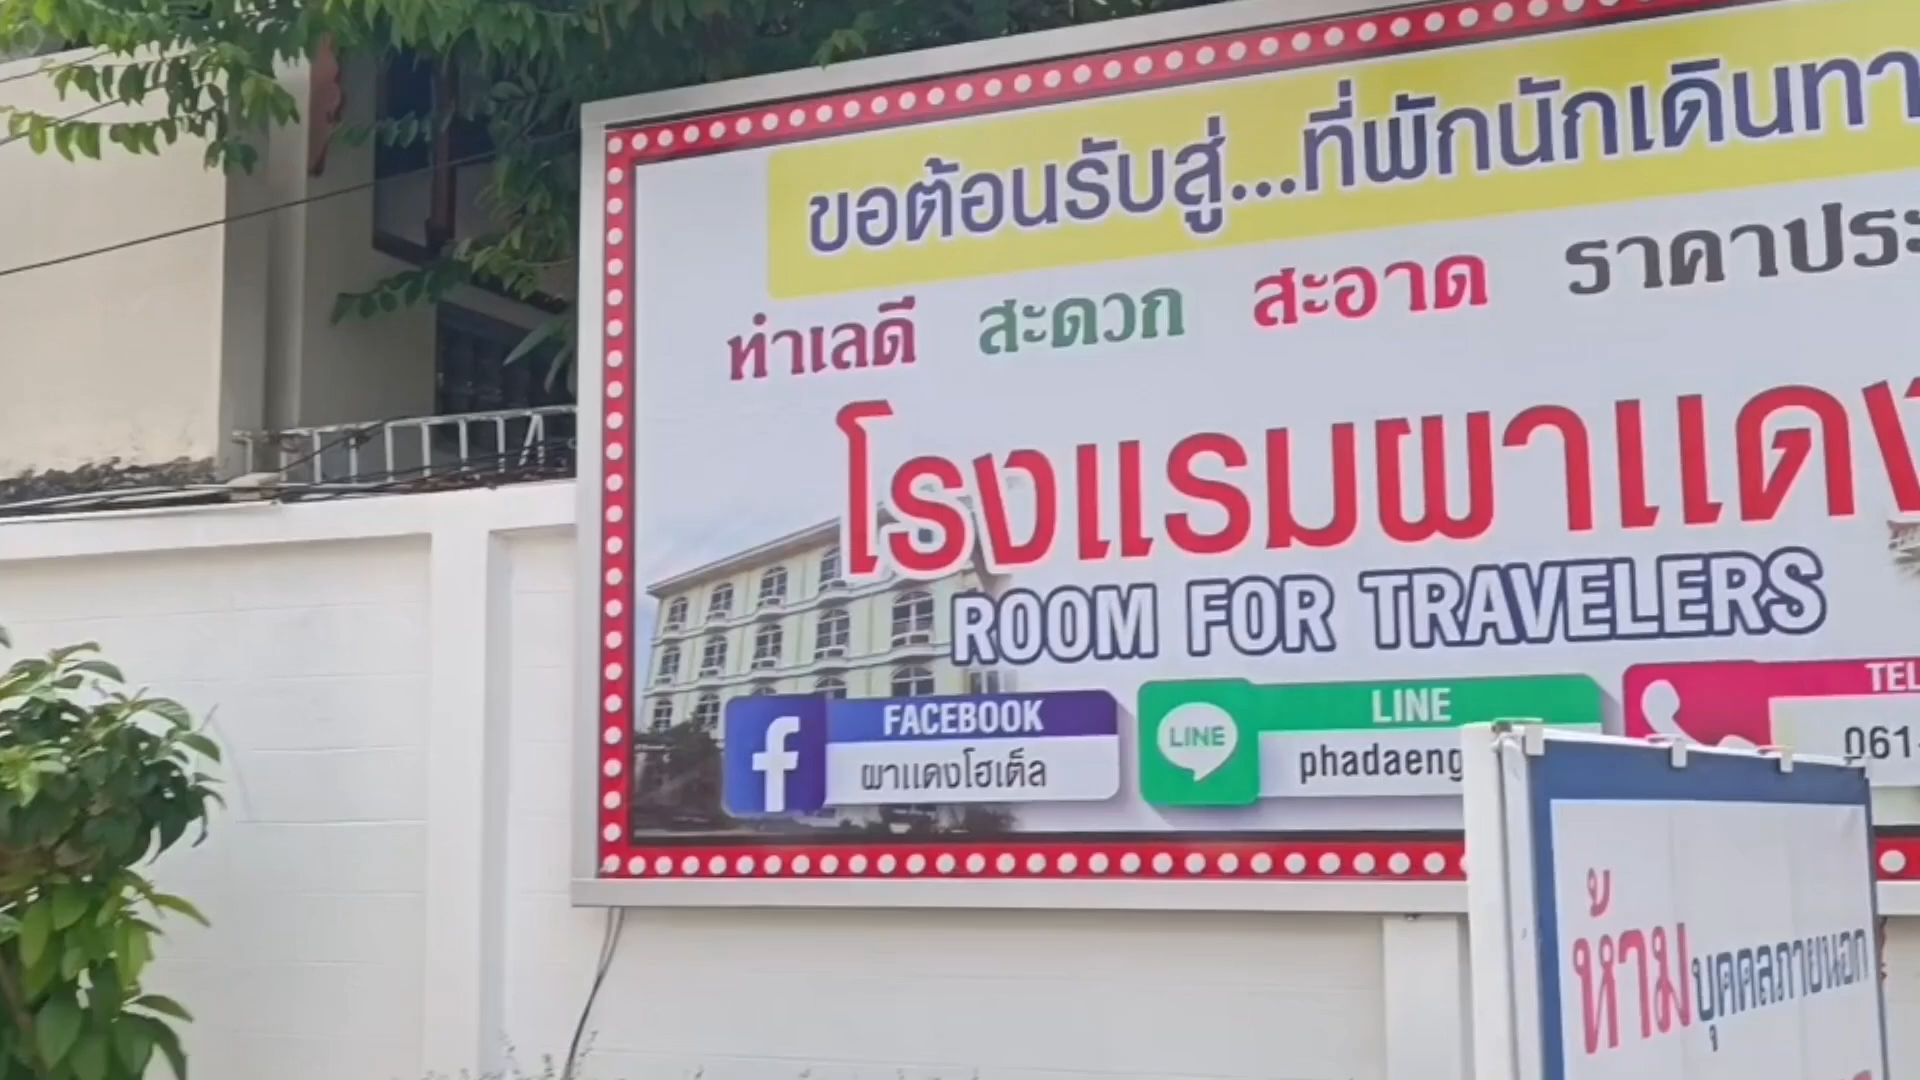 ขอต้อนรับสู่...ที่พักนักเดินทา
ทำเลดี สะดวก สะอาด ราคาประ
โรงแรมผาแดง
ROOM FOR TRAVELERS
FACEBOOK
ผาแดงโฮเต็ล
LINE
LINE
phadaeng
TEL
061-
ห้ามบุคคลภายนอก